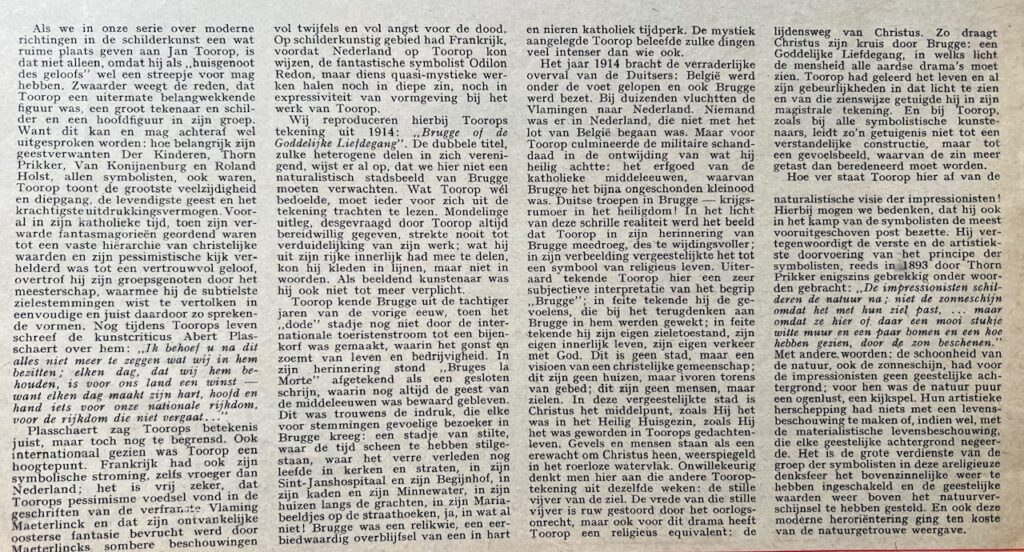 Als we in onze serie over moderne
richtingen in de schilderkunst een wat
ruime plaats geven aan Jan Toorop, is
dat niet alleen, omdat hij als „huisgenoot
des geloofs" wel een streepje voor mag
hebben. Zwaarder weegt de reden, dat
Toorop een uitermate belangwekkende
figuur was, een groot tekenaar en schil-
der en een hoofdfiguur in zijn groep.
Want dit kan en mag achteraf wel
uitgesproken worden: hoe belangrijk zijn
geestverwanten Der Kinderen, Thorn
Prikker, Van Konijnenburg en Roland
Holst, allen symbolisten, ook waren,
Toorop toont de grootste veelzijdigheid
en diepgang, de levendigste geest en het
krachtigste uitdrukkingsvermogen. Voor-
al in zijn katholieke tijd, toen zijn ver-
warde fantasmagorieën geordend waren
tot een vaste hiërarchie van christelijke
waarden en zijn pessimistische kijk ver-
helderd was tot een vertrouwvol geloof,
overtrof hij zijn groepsgenoten door het
meesterschap, waarmee hij de subtielste
zielestemmingen wist te vertolken in
eenvoudige en juist daardoor zo spreken-
de vormen. Nog tijdens Toorops leven
schreef de kunstcriticus Abert Plas-
schaert over hem: „Ik behoef u na dit
alles niet meer te zeggen wat wij in hem
bezitten; elken dag, dat wij hem be-
houden, is voor ons land een winst —
want elken dag maakt zijn hart, hoofd en
hand iets voor onze nationale rijkdom,
voor de rijkdom die niet vergaat...."
Plasschaert zag Toorops betekenis
juist, maar toch nog te begrensd. Ook
internationaal gezien was Toorop een
hoogtepunt. Frankrijk had ook zijn
symbolische stroming, zelfs vroeger dan
Nederland; het is vrij zeker, dat
Toorops pessimisme voedsel vond in de
geschriften van de verfranste Vlaming
Maeterlinck en dat zijn ontvankelijke
oosterse fantasie bevrucht werd door
Maeterlincks sombere beschouwingen
vol twijfels en vol angst voor de dood.
Op schilderkunstig gebied had Frankrijk,
voordat Nederland op Toorop kon
wijzen, de fantastische symbolist Odilon
Redon, maar diens quasi-mystieke wer-
ken halen noch in diepe zin, noch in
expressiviteit van vormgeving bij het
werk van Toorop.
Wij reproduceren hierbij Toorops
tekening uit 1914: „Brugge of de
Goddelijke Liefdegang". De dubbele titel,
zulke heterogene delen in zich vereni-
gend, wijst er al op, dat we hier niet een
naturalistisch stadsbeeld van Brugge
moeten verwachten. Wat Toorop wél
bedoelde, moet ieder voor zich uit de
tekening trachten te lezen. Mondelinge
uitleg, desgevraagd door Toorop altijd
bereidwillig gegeven, strekte nooit tot
verduidelijking van zijn werk; wat hij
uit zijn rijke innerlijk had mee te delen,
kon hij kleden in lijnen, maar niet in
woorden. Als beeldend kunstenaar was
hij ook niet tot meer verplicht.
Toorop kende Brugge uit de tachtiger
jaren van de vorige eeuw, toen het
„dode" stadje nog niet door de inter-
nationale toeristenstroom tot een bijen-
korf was gemaakt, waarin het gonst en
zoemt van leven en bedrijvigheid. In
zijn herinnering stond „Bruges la
Morte" afgetekend als een gesloten
schrijn, waarin nog altijd de geest van
de middeleeuwen was bewaard gebleven.
Dit was trouwens de indruk, die elke
voor stemmingen gevoelige bezoeker in
Brugge kreeg: een stadje van stilte,
waar de tijd scheen te hebben stilge-
staan, waar het verre verleden nog
leefde in kerken en straten, in zijn
Sint-Janshospitaal en zijn Begijnhof, in
zijn kaden en zijn Minnewater, in zijn
huizen langs de grachten, in zijn Maria-
beeldjes op de straathoeken, in ja, in wat al
niet! Brugge was een relikwie, een eer-
biedwaardig overblijfsel van een in hart
en nieren katholiek tijdperk. De mystiek
aangelegde Toorop beleefde zulke dingen
veel intenser dan wie ook.
Het jaar 1914 bracht de verraderlijke
overval van de Duitsers: België werd
onder de voet gelopen en ook Brugge
werd bezet. Bij duizenden vluchtten de
Vlamingen naar Nederland. Niemand
was er in Nederland, die niet met het
lot van België begaan was. Maar voor
Toorop culmineerde de militaire schand-
daad in de ontwijding van wat hij
heilig achtte: het erfgoed van de
katholieke middeleeuwen, waarvan
Brugge het bijna ongeschonden kleinood
was. Duitse troepen in Brugge — krijgs-
rumoer in het heiligdom! In het licht
van deze schrille realiteit werd het beeld
dat Toorop in zijn herinnering van
Brugge meedroeg, des te wijdingsvoller;
in zijn verbeelding vergeestelijkte het tot
een symbool van religieus leven. Uiter-
aard tekende Toorop hier een zeer
subjectieve interpretatie van het begrip
„Brugge"; in feite tekende hij de ge-
voelens, die bij het terugdenken aan
Brugge in hem werden gewekt; in feite
tekende hij zijn eigen zieletoestand, zijn
eigen innerlijk leven, zijn eigen verkeer
met God. Dit is geen stad, maar een
visioen van een christelijke gemeenschap;
dit zijn geen huizen, maar ivoren torens
van gebed; dit zijn geen mensen, maar
zielen. In deze vergeestelijkte stad is
Christus het middelpunt, zoals Hij het
was in het Heilig Huisgezin, zoals Hij
het was geworden in Toorops gedachten-
leven. Gevels en mensen staan als een
erewacht om Christus heen, weerspiegeld
in het roerloze watervlak. Onwillekeurig
denkt men hier aan die andere Toorop-
tekening uit dezelfde weken: de stille
vijver van de ziel. De vrede van die stille
vijver is ruw gestoord door het oorlogs-
onrecht, maar ook voor dit drama heeft
Toorop een religieus equivalent: de
lijdensweg van Christus. Zo draagt
Christus zijn kruis door Brugge: een
Goddelijke Liefdegang, in welks licht
de mensheid alle aardse drama's moet
zien. Toorop had geleerd het leven en al
zijn gebeurlijkheden in dat licht te zien
en van die zienswijze getuigde hij in zijn
magistrale tekening. En bij Toorop,
zoals bij alle symbolistische kunste-
naars, leidt zo'n getuigenis niet tot een
verstandelijke constructie, maar tot
een gevoelsbeeld, waarvan de zin meer
getast dan beredeneerd moet worden.
Hoe ver staat Toorop hier af van de
naturalistische visie der impressionisten!
Hierbij mogen we bedenken, dat hij ook
in het kamp van de symbolisten de meest
vooruitgeschoven post bezette. Hij ver-
tegenwoordigt de verste en de artistiek-
ste doorvoering van het principe der
symbolisten, reeds in 1893 door Thorn
Prikker enigszins gebrekkig onder woor-
den gebracht: „De impressionisten schil-
deren de natuur na; niet de zonneschijn
omdat het met hun ziel past, ... maar
omdat ze hier of daar een mooi stukje
witte muur en een paar bomen en een koe
hebben gezien, door de zon beschenen."
Met andere woorden: de schoonheid van
de natuur, ook de zonneschijn, had voor
de impressionisten geen geestelijke ach-
tergrond; voor hen was de natuur puur
een ogenlust, een kijkspel. Hun artistieke
herschepping had niets met een levens-
beschouwing te maken of, indien wel, met
de materialistische levensbeschouwing,
die elke geestelijke achtergrond negeer-
de. Het is de grote verdienste van de
groep der symbolisten in deze areligieuze
denksfeer het bovenzinnelijke weer te
hebben ingeschakeld en de geestelijke
waarden weer boven het natuurver-
schijnsel te hebben gesteld. En ook deze
moderne heroriëntering ging ten koste
van de natuurgetrouwe weergave.